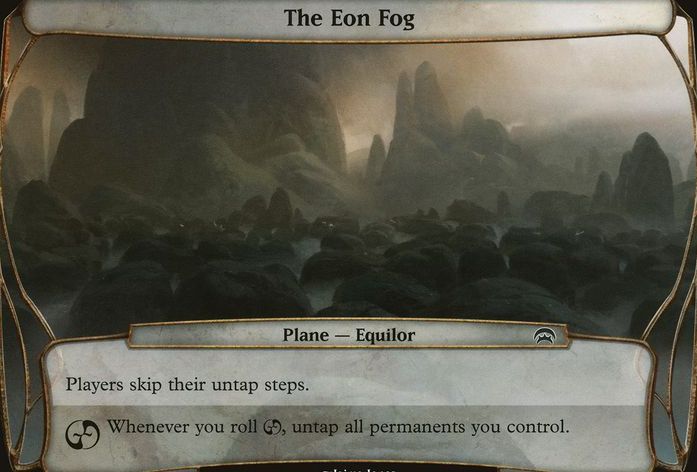 The Eon Fog
Plane — Equilor
Players skip their untap steps.
Whenever you roll , untap all permanents you control.